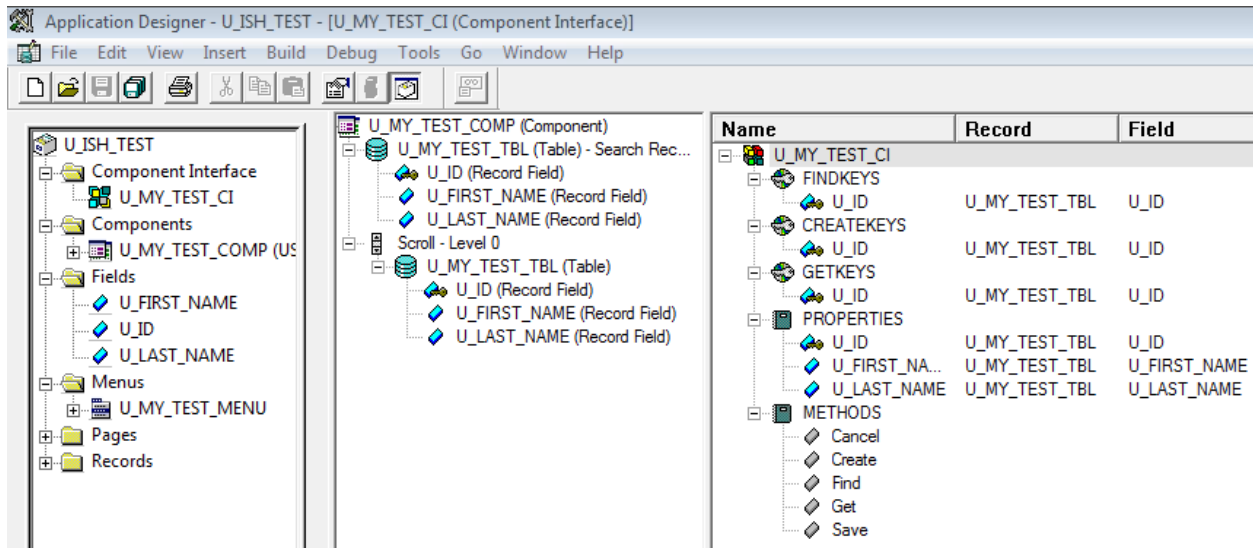 Application Designer - U_ISH_TEST - [U_MY_TEST_CI (Component Interface)]
File Edit View Insert Build Debug Tools Go Window Help
U_ISH_TEST
Component Interface
U_MY_TEST_CI
Components
U_MY_TEST_COMP (US
Fields
U_FIRST_NAME
U_ID
U_LAST_NAME
Menus
U_MY_TEST_MENU
Pages
Records
U_MY_TEST_COMP (Component)
U_MY_TEST_TBL (Table) - Search Rec...
U_ID (Record Field)
U_FIRST_NAME (Record Field)
U_LAST_NAME (Record Field)
Scroll - Level 0
U_MY_TEST_TBL (Table)
U_ID (Record Field)
U_FIRST_NAME (Record Field)
U_LAST_NAME (Record Field)
Name Record Field
U_MY_TEST_CI
FINDKEYS
U_ID U_MY_TEST_TBL U_ID
CREATEKEYS
U_ID U_MY_TEST_TBL U_ID
GETKEYS
U_ID U_MY_TEST_TBL U_ID
PROPERTIES
U_ID U_MY_TEST_TBL U_ID
U_FIRST_NA... U_MY_TEST_TBL U_FIRST_NAME
U_LAST_NAME U_MY_TEST_TBL U_LAST_NAME
METHODS
Cancel
Create
Find
Get
Save